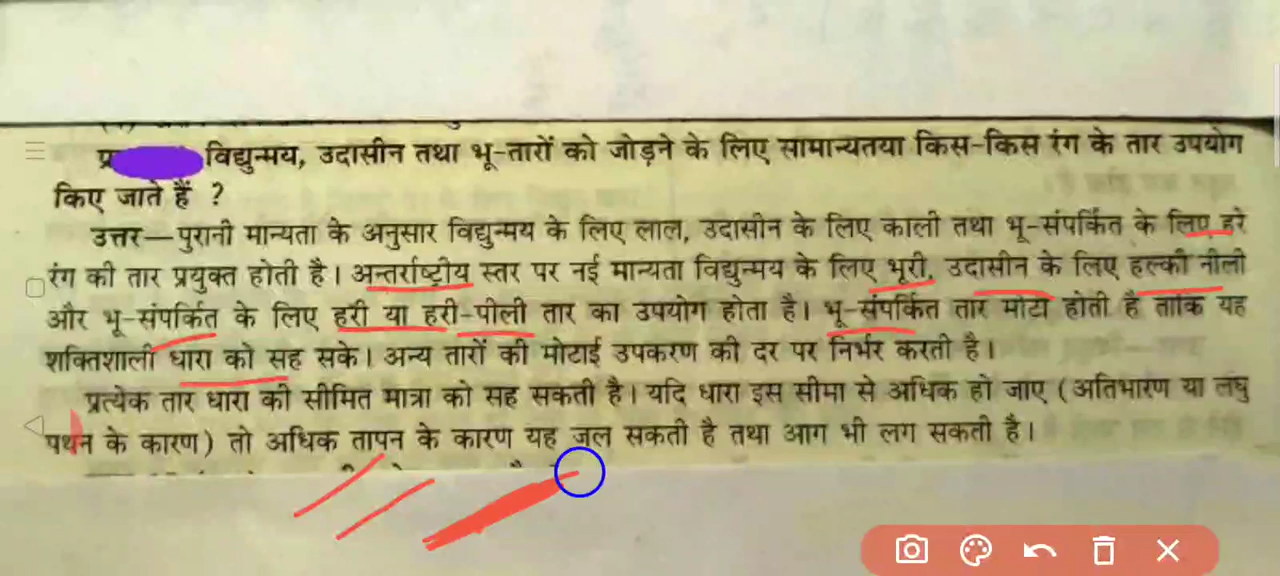 विद्युन्मय, उदासीन तथा भू-तारों को जोड़ने के लिए सामान्यतया किस-किस रंग के तार उपयोग
किए जाते हैं ?
उत्तर—पुरानी मान्यता के अनुसार विद्युन्मय के लिए लाल, उदासीन के लिए काली तथा भू-संपर्कित के लिए हरे
रंग की तार प्रयुक्त होती है। अन्तर्राष्ट्रीय स्तर पर नई मान्यता विद्युन्मय के लिए भूरी, उदासीन के लिए हल्की नीली
और भू-संपर्कित के लिए हरी या हरी-पीली तार का उपयोग होता है। भू-संपर्कित तार मोटी होती है ताकि यह
शक्तिशाली धारा को सह सके। अन्य तारों की मोटाई उपकरण की दर पर निर्भर करती है।
प्रत्येक तार धारा की सीमित मात्रा को सह सकती है। यदि धारा इस सीमा से अधिक हो जाए (अतिभारण या लघु
पथन के कारण) तो अधिक तापन के कारण यह जल सकती है तथा आग भी लग सकती है।